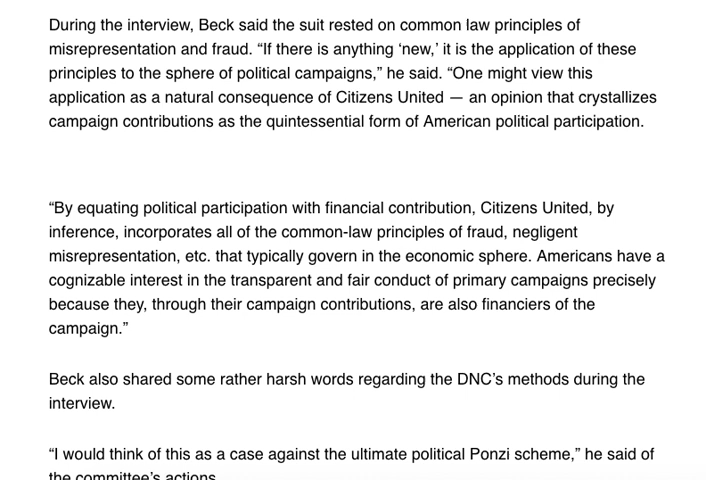 During the interview, Beck said the suit rested on common law principles of
misrepresentation and fraud. “If there is anything ‘new,’ it is the application of these
principles to the sphere of political campaigns,” he said. “One might view this
application as a natural consequence of Citizens United — an opinion that crystallizes
campaign contributions as the quintessential form of American political participation.
“By equating political participation with financial contribution, Citizens United, by
inference, incorporates all of the common-law principles of fraud, negligent
misrepresentation, etc. that typically govern in the economic sphere. Americans have a
cognizable interest in the transparent and fair conduct of primary campaigns precisely
because they, through their campaign contributions, are also financiers of the
campaign.”
Beck also shared some rather harsh words regarding the DNC’s methods during the
interview.
“I would think of this as a case against the ultimate political Ponzi scheme,” he said of
the committee’s actions.